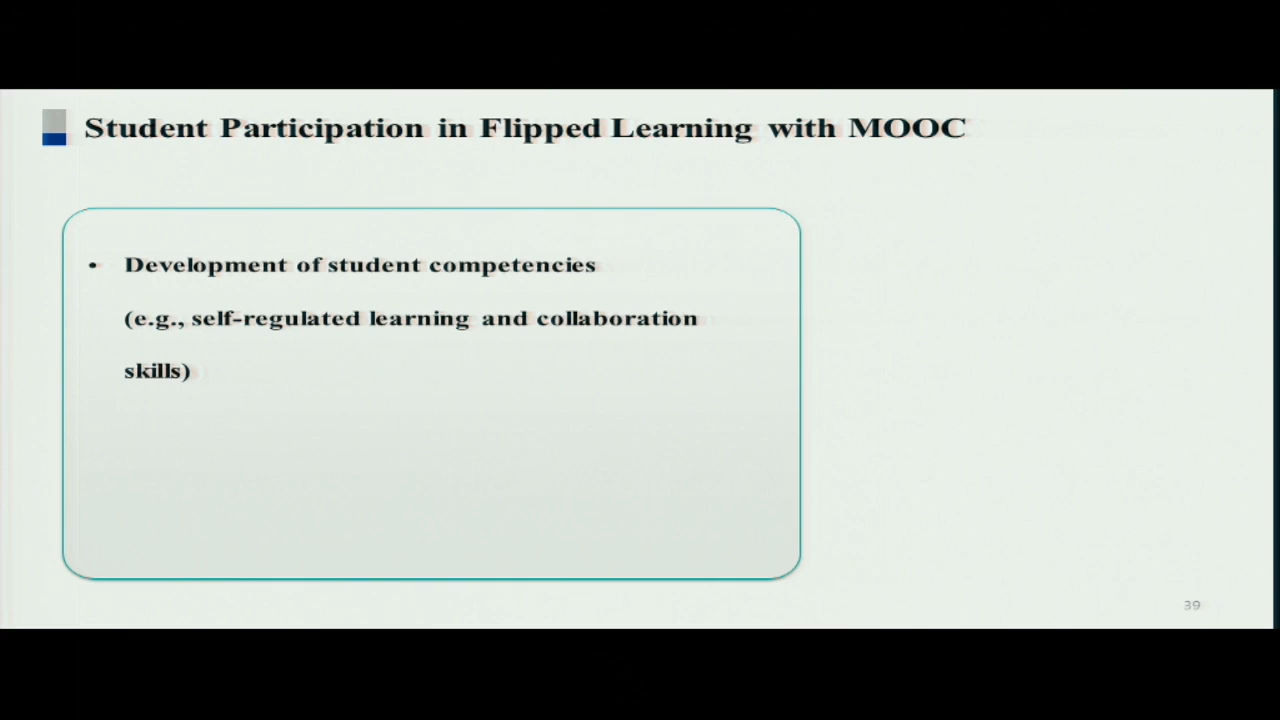 Student Participation in Flipped Learning with MOOC
• Development of student competencies
(e.g., self-regulated learning and collaboration
skills)
39